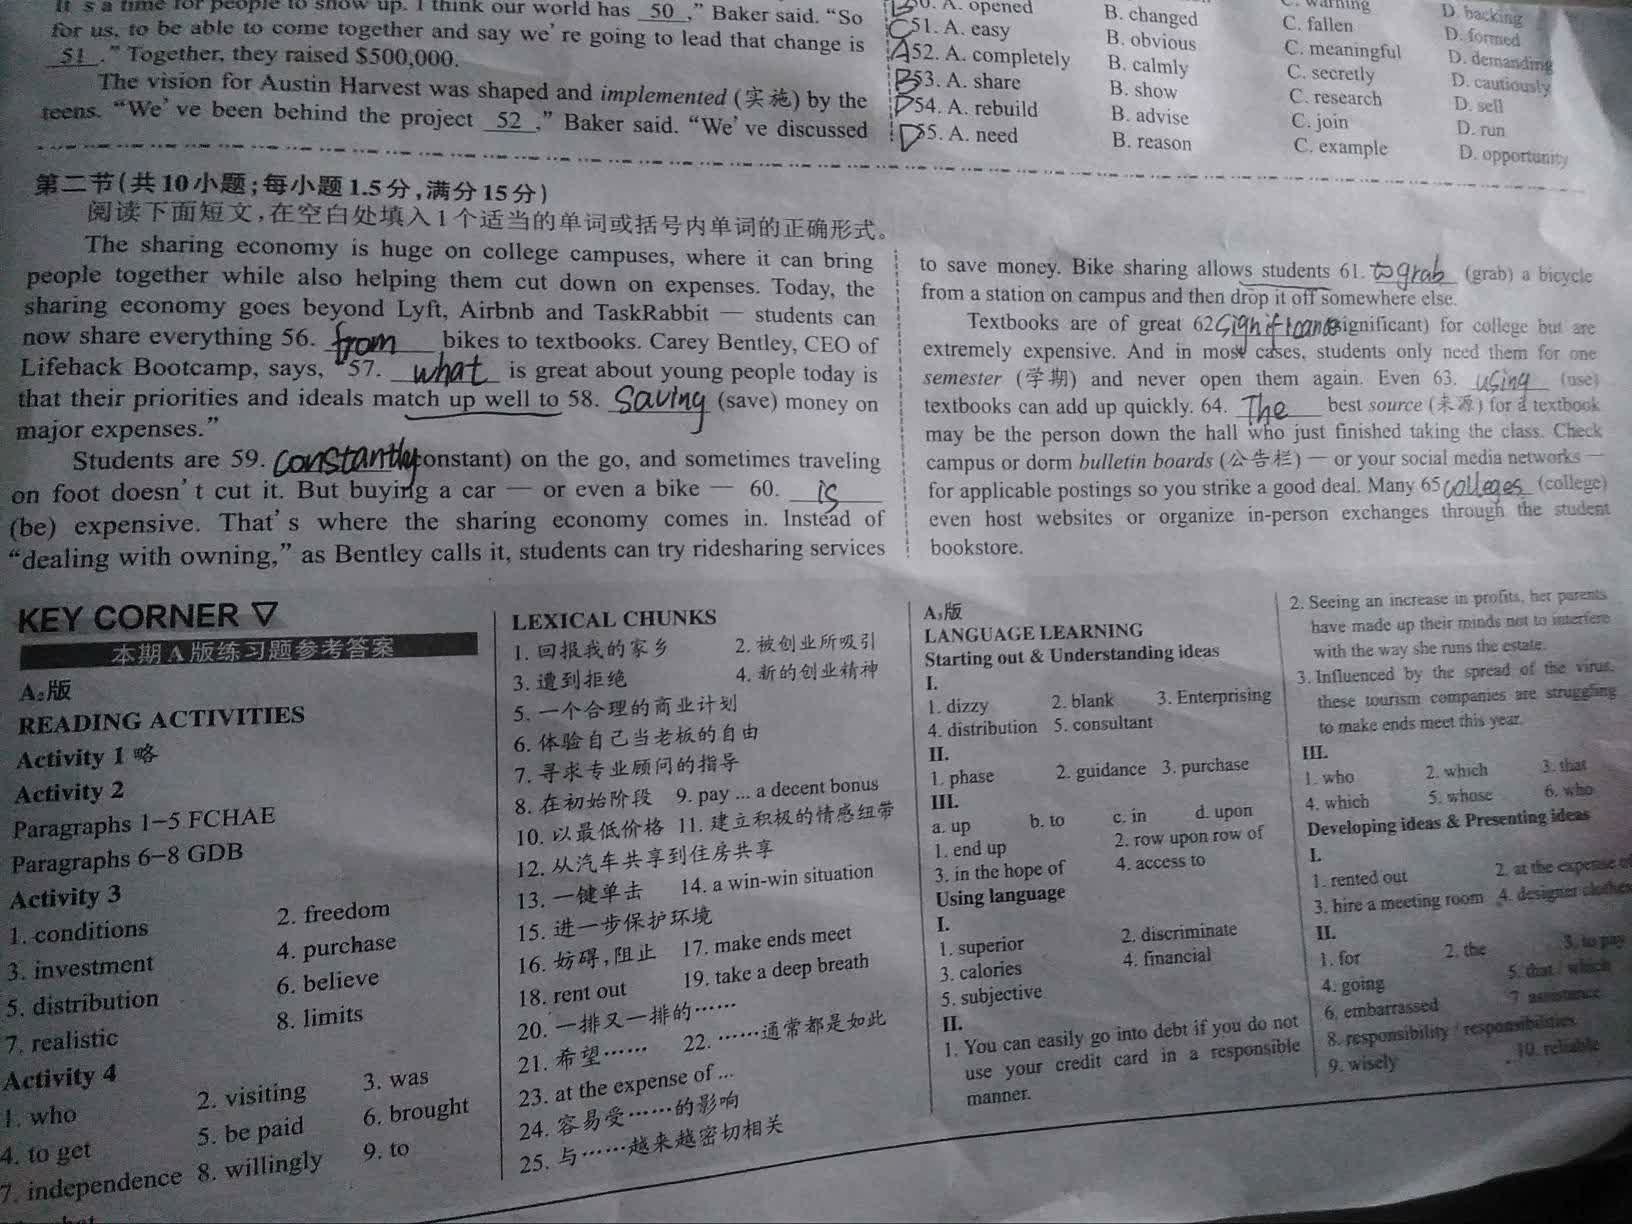 It's a time for people to show up. I think our world has 50 ," Baker said. "So
for us, to be able to come together and say we're going to lead that change is
51 ." Together, they raised $500,000.
The vision for Austin Harvest was shaped and implemented (实施) by the
teens. "We've been behind the project 52 ," Baker said. "We've discussed
50. A. opened B. changed C. warning D. backing
C 51. A. easy B. obvious C. fallen D. formed
A 52. A. completely B. calmly C. meaningful D. demanding
B 53. A. share B. show C. secretly D. cautiously
D 54. A. rebuild B. advise C. research D. sell
D 55. A. need B. reason C. join D. run
C. example D. opportunity
第二节(共10小题;每小题1.5分,满分15分)
阅读下面短文,在空白处填入1个适当的单词或括号内单词的正确形式。
The sharing economy is huge on college campuses, where it can bring
people together while also helping them cut down on expenses. Today, the
sharing economy goes beyond Lyft, Airbnb and TaskRabbit — students can
now share everything 56. from bikes to textbooks. Carey Bentley, CEO of
Lifehack Bootcamp, says, "57. what is great about young people today is
that their priorities and ideals match up well to 58. Saving (save) money on
major expenses."
Students are 59. constantly (constant) on the go, and sometimes traveling
on foot doesn't cut it. But buying a car — or even a bike — 60. is
(be) expensive. That's where the sharing economy comes in. Instead of
"dealing with owning," as Bentley calls it, students can try ridesharing services
to save money. Bike sharing allows students 61. to grab (grab) a bicycle
from a station on campus and then drop it off somewhere else.
Textbooks are of great 62. significance (significant) for college but are
extremely expensive. And in most cases, students only need them for one
semester (学期) and never open them again. Even 63. using (use)
textbooks can add up quickly. 64. The best source (来源) for a textbook
may be the person down the hall who just finished taking the class. Check
campus or dorm bulletin boards (公告栏) — or your social media networks —
for applicable postings so you strike a good deal. Many 65. colleges (college)
even host websites or organize in-person exchanges through the student
bookstore.
KEY CORNER ▽
本期A版练习题参考答案
A₂版
READING ACTIVITIES
Activity 1 略
Activity 2
Paragraphs 1-5 FCHAE
Paragraphs 6-8 GDB
Activity 3
1. conditions 2. freedom
3. investment 4. purchase
5. distribution 6. believe
7. realistic 8. limits
Activity 4
1. who 2. visiting 3. was
4. to get 5. be paid 6. brought
7. independence 8. willingly 9. to
LEXICAL CHUNKS
1. 回报我的家乡 2. 被创业所吸引
3. 遭到拒绝 4. 新的创业精神
5. 一个合理的商业计划
6. 体验自己当老板的自由
7. 寻求专业顾问的指导
8. 在初始阶段 9. pay ... a decent bonus
10. 以最低价格 11. 建立积极的情感纽带
12. 从汽车共享到住房共享
13. 一键单击 14. a win-win situation
15. 进一步保护环境
16. 妨碍,阻止 17. make ends meet
18. rent out 19. take a deep breath
20. 一排又一排的……
21. 希望…… 22. ……通常都是如此
23. at the expense of ...
24. 容易受……的影响
25. 与……越来越密切相关
A₃版
LANGUAGE LEARNING
Starting out & Understanding ideas
I.
1. dizzy 2. blank 3. Enterprising
4. distribution 5. consultant
II.
1. phase 2. guidance 3. purchase
III.
a. up b. to c. in d. upon
1. end up 2. row upon row of
3. in the hope of 4. access to
Using language
I.
1. superior 2. discriminate
3. calories 4. financial
5. subjective
II.
1. You can easily go into debt if you do not
use your credit card in a responsible
manner.
2. Seeing an increase in profits, her parents
have made up their minds not to interfere
with the way she runs the estate.
3. Influenced by the spread of the virus,
these tourism companies are struggling
to make ends meet this year.
III.
1. who 2. which 3. that
4. which 5. whose 6. who
Developing ideas & Presenting ideas
I.
1. rented out 2. at the expense of
3. hire a meeting room 4. designer clothes
II.
1. for 2. the 3. to pay
4. going 5. that / which
6. embarrassed 7. assistance
8. responsibility / responsibilities
9. wisely 10. reliable